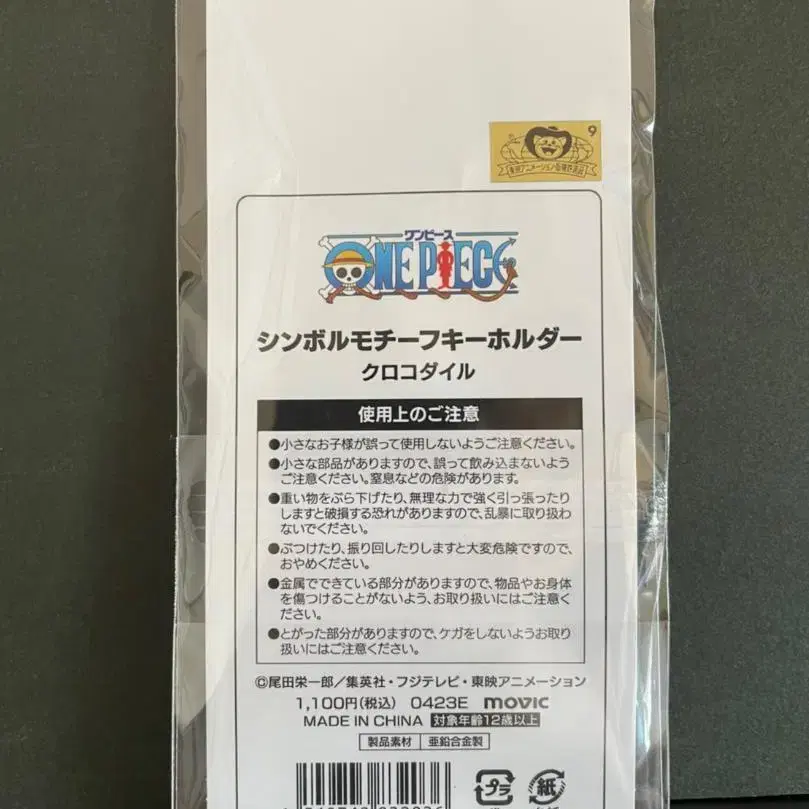 9
東映アニメーション版権許諾証
ワンピース
ONE PIECE
シンボルモチーフキーホルダー
クロコダイル
使用上のご注意
●小さなお子様が誤って使用しないようご注意ください。
●小さな部品がありますので、誤って飲み込まないよう
ご注意ください。窒息などの危険があります。
●重い物をぶら下げたり、無理な力で強く引っ張ったり
しますと破損する恐れがありますので、乱暴に取り扱わ
ないでください。
●ぶつけたり、振り回したりしますと大変危険ですので、
おやめください。
●金属でできている部分がありますので、物品やお身体
を傷つけることがないよう、お取り扱いにはご注意く
ださい。
●とがった部分がありますので、ケガをしないようお取り
扱いにはご注意ください。
©尾田栄一郎／集英社・フジテレビ・東映アニメーション
1,100円(税込) 0423E movic
MADE IN CHINA 対象年齢12歳以上
製品素材 亜鉛合金製
プラ 紙